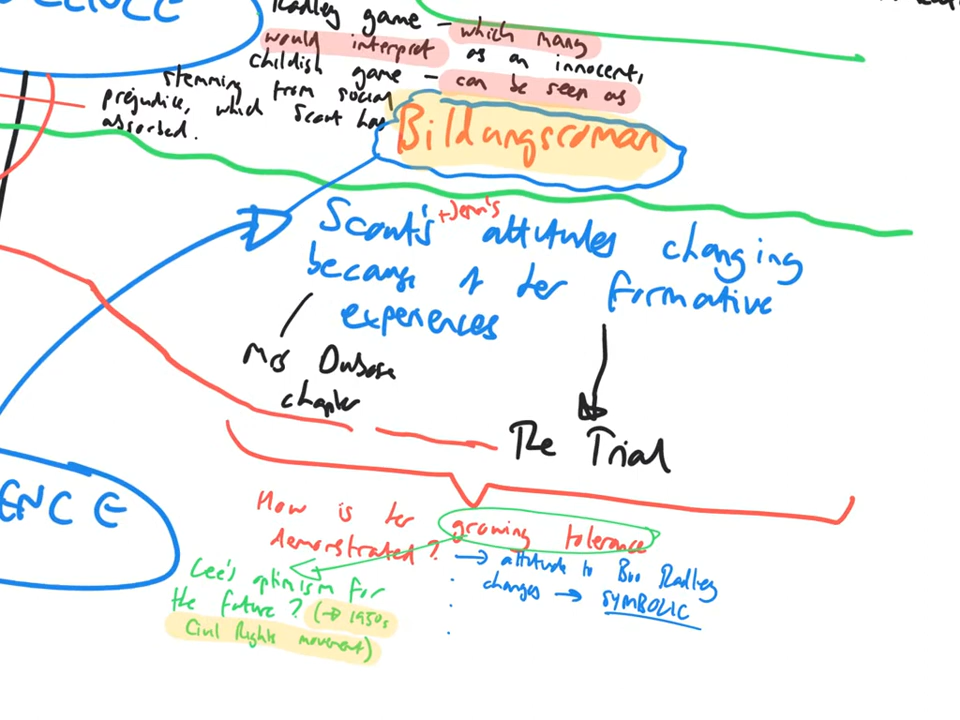 ENCE
Radley game - which many
would interpret as an innocent,
childish game - can be seen as
stemming from social
prejudice, which Scout has
absorbed.
Bildungsroman
Scout's + Jem's attitudes changing
because of her formative
experiences
Mrs Dubose
chapter
The Trial
ENCE
How is her growing tolerance
demonstrated?
→ attitude to Boo Radley
changes → SYMBOLIC
Lee's optimism for
the future? (→ 1950s
Civil Rights movement)